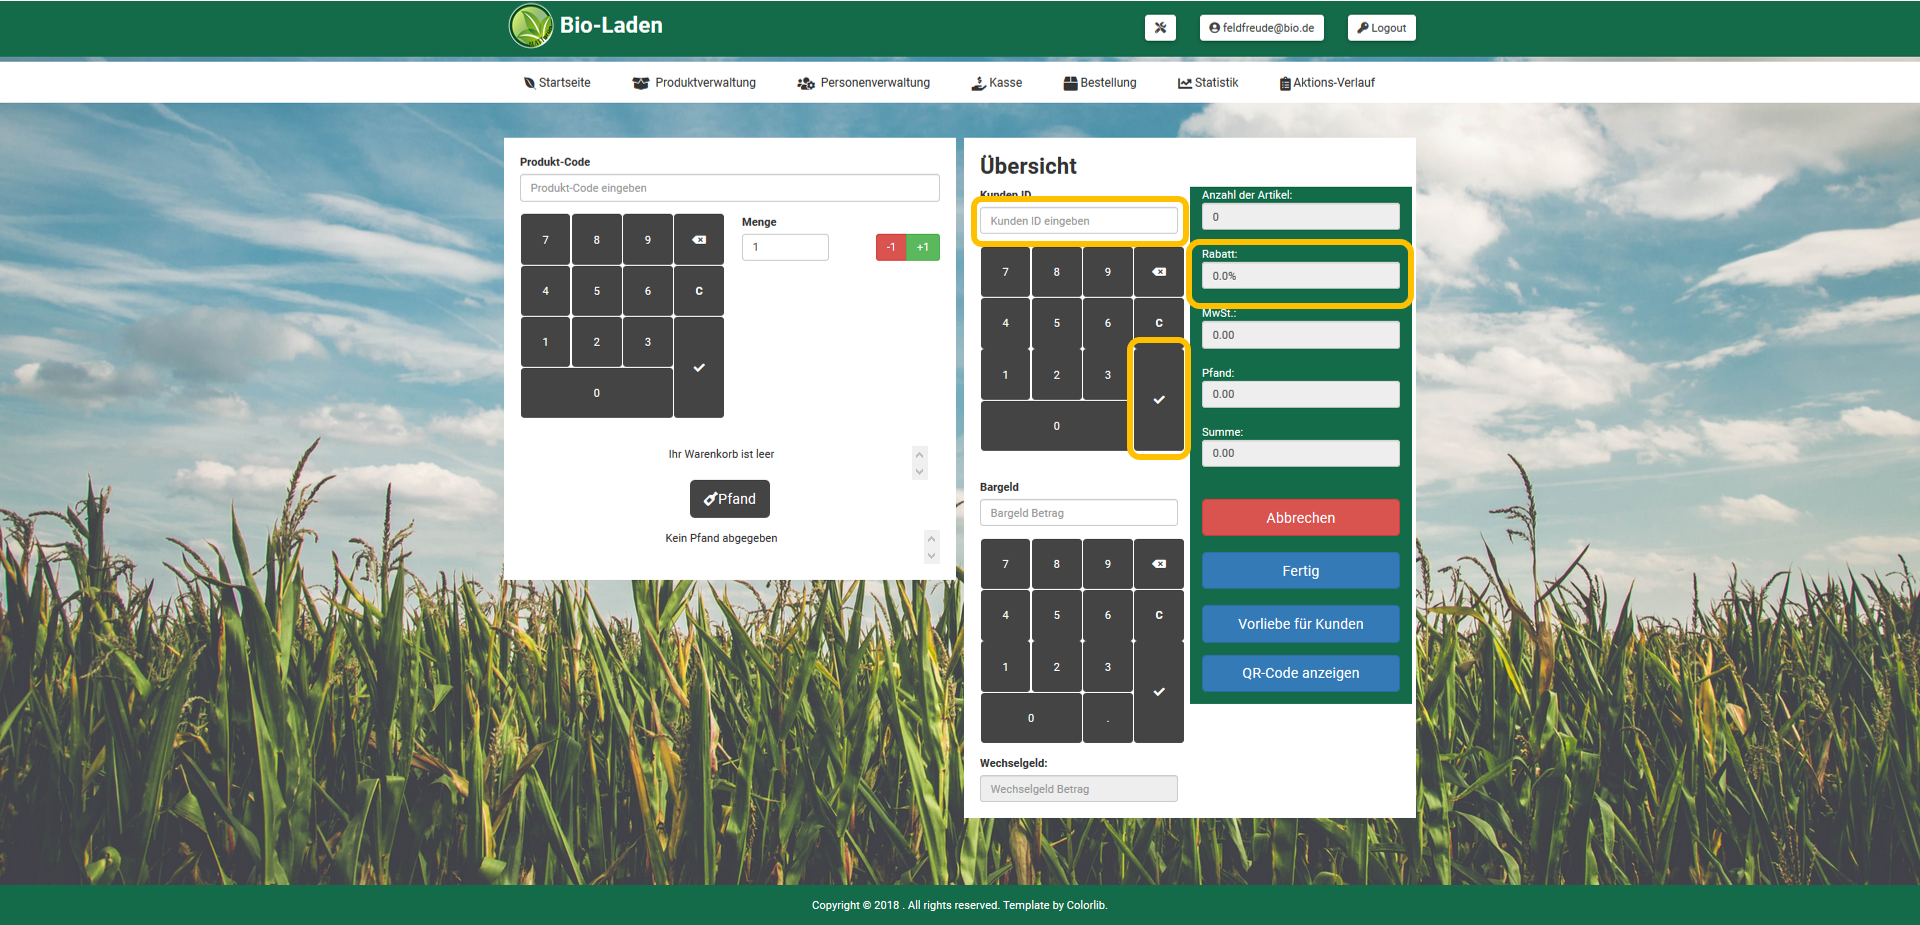 Bio-Laden
feldfreude@bio.de
Logout
Startseite
Produktverwaltung
Personenverwaltung
Kasse
Bestellung
Statistik
Aktions-Verlauf
Produkt-Code
Produkt-Code eingeben
7 8 9
4 5 6 C
1 2 3
0
Menge
1
-1 +1
Ihr Warenkorb ist leer
Pfand
Kein Pfand abgegeben
Übersicht
Kunden ID
Kunden ID eingeben
7 8 9
4 5 6 C
1 2 3
0
Bargeld
Bargeld Betrag
7 8 9
4 5 6 C
1 2 3
0 .
Wechselgeld:
Wechselgeld Betrag
Anzahl der Artikel:
0
Rabatt:
0.0%
MwSt.:
0.00
Pfand:
0.00
Summe:
0.00
Abbrechen
Fertig
Vorliebe für Kunden
QR-Code anzeigen
Copyright © 2018 . All rights reserved. Template by Colorlib.